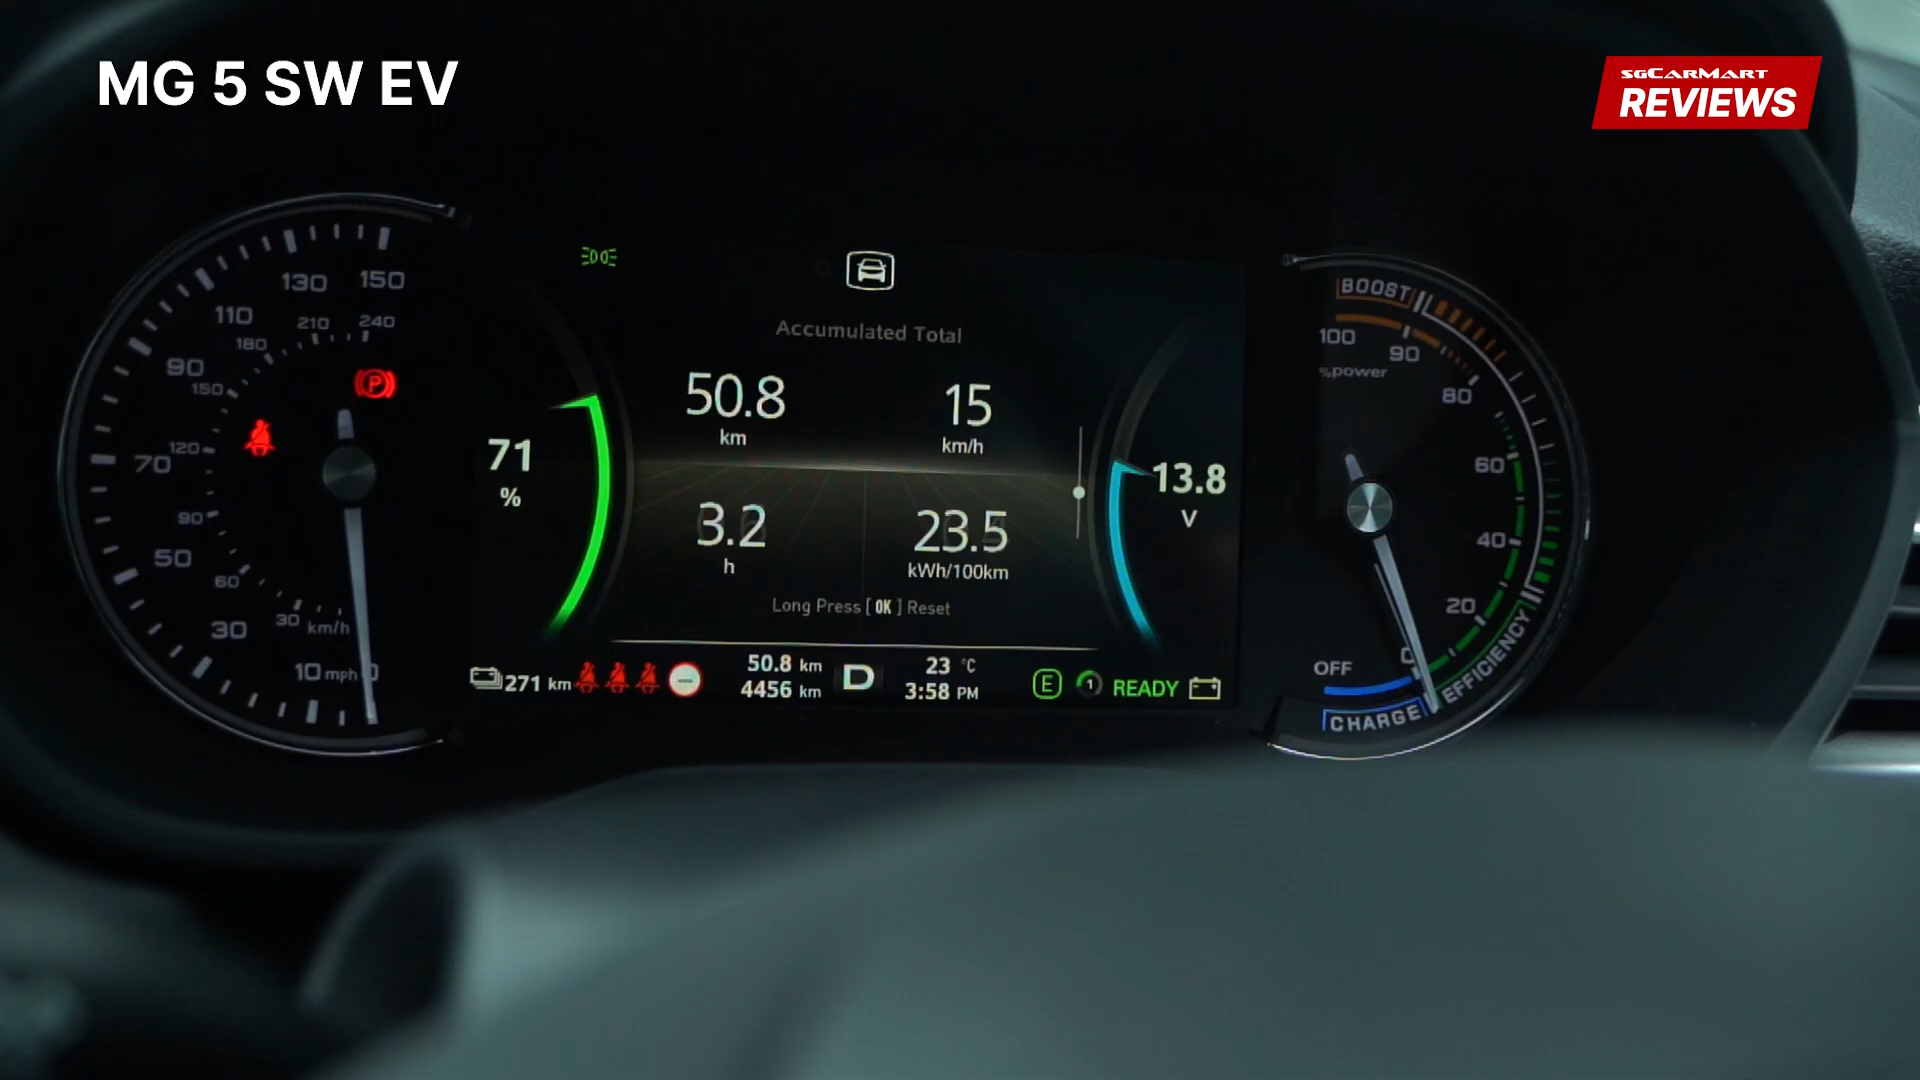 MG 5 SW EV
sgCarMart
REVIEWS
130 150
110
210 240
180
90
150
P
120
70
90
50
60
30
30 km/h
10 mph 0
71
%
Accumulated Total
50.8
km
15
km/h
3.2
h
23.5
kWh/100km
Long Press [ OK ] Reset
13.8
V
271 km
50.8 km
4456 km
D
23 °C
3:58 PM
E
1
READY
BOOST
100
90
%power
80
60
40
20
0
OFF
CHARGE
EFFICIENCY